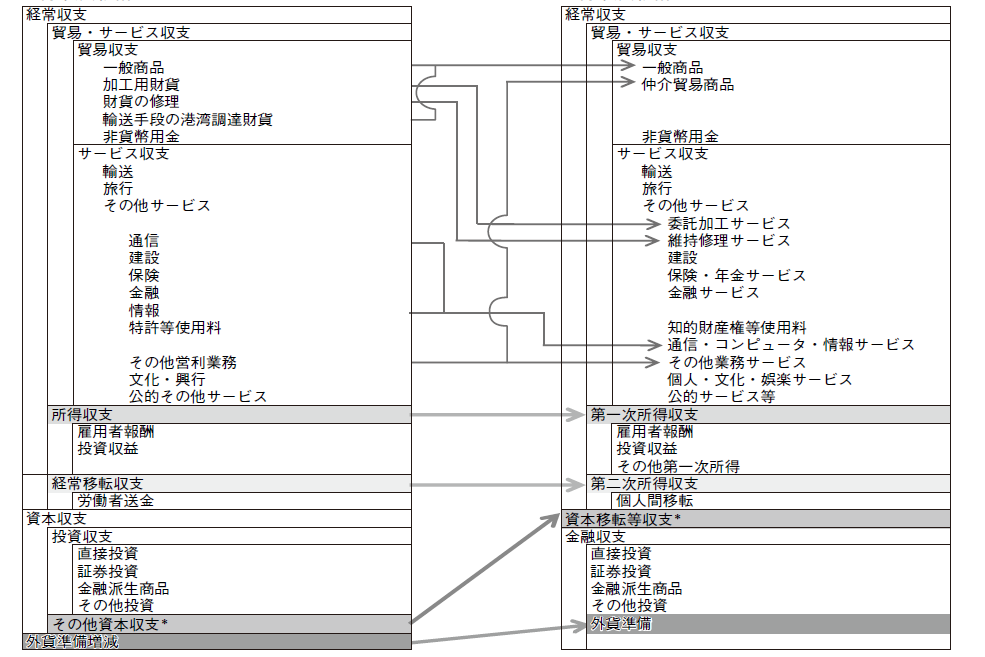 経常収支
貿易・サービス収支
貿易収支
一般商品
加工用財貨
財貨の修理
輸送手段の港湾調達財貨
非貨幣用金
サービス収支
輸送
旅行
その他サービス
通信
建設
保険
金融
情報
特許等使用料
その他営利業務
文化・興行
公的その他サービス
所得収支
雇用者報酬
投資収益
経常移転収支
労働者送金
資本収支
投資収支
直接投資
証券投資
金融派生商品
その他投資
その他資本収支*
外貨準備増減
経常収支
貿易・サービス収支
貿易収支
一般商品
仲介貿易商品
非貨幣用金
サービス収支
輸送
旅行
その他サービス
委託加工サービス
維持修理サービス
建設
保険・年金サービス
金融サービス
知的財産権等使用料
通信・コンピュータ・情報サービス
その他業務サービス
個人・文化・娯楽サービス
公的サービス等
第一次所得収支
雇用者報酬
投資収益
その他第一次所得
第二次所得収支
個人間移転
資本移転等収支*
金融収支
直接投資
証券投資
金融派生商品
その他投資
外貨準備